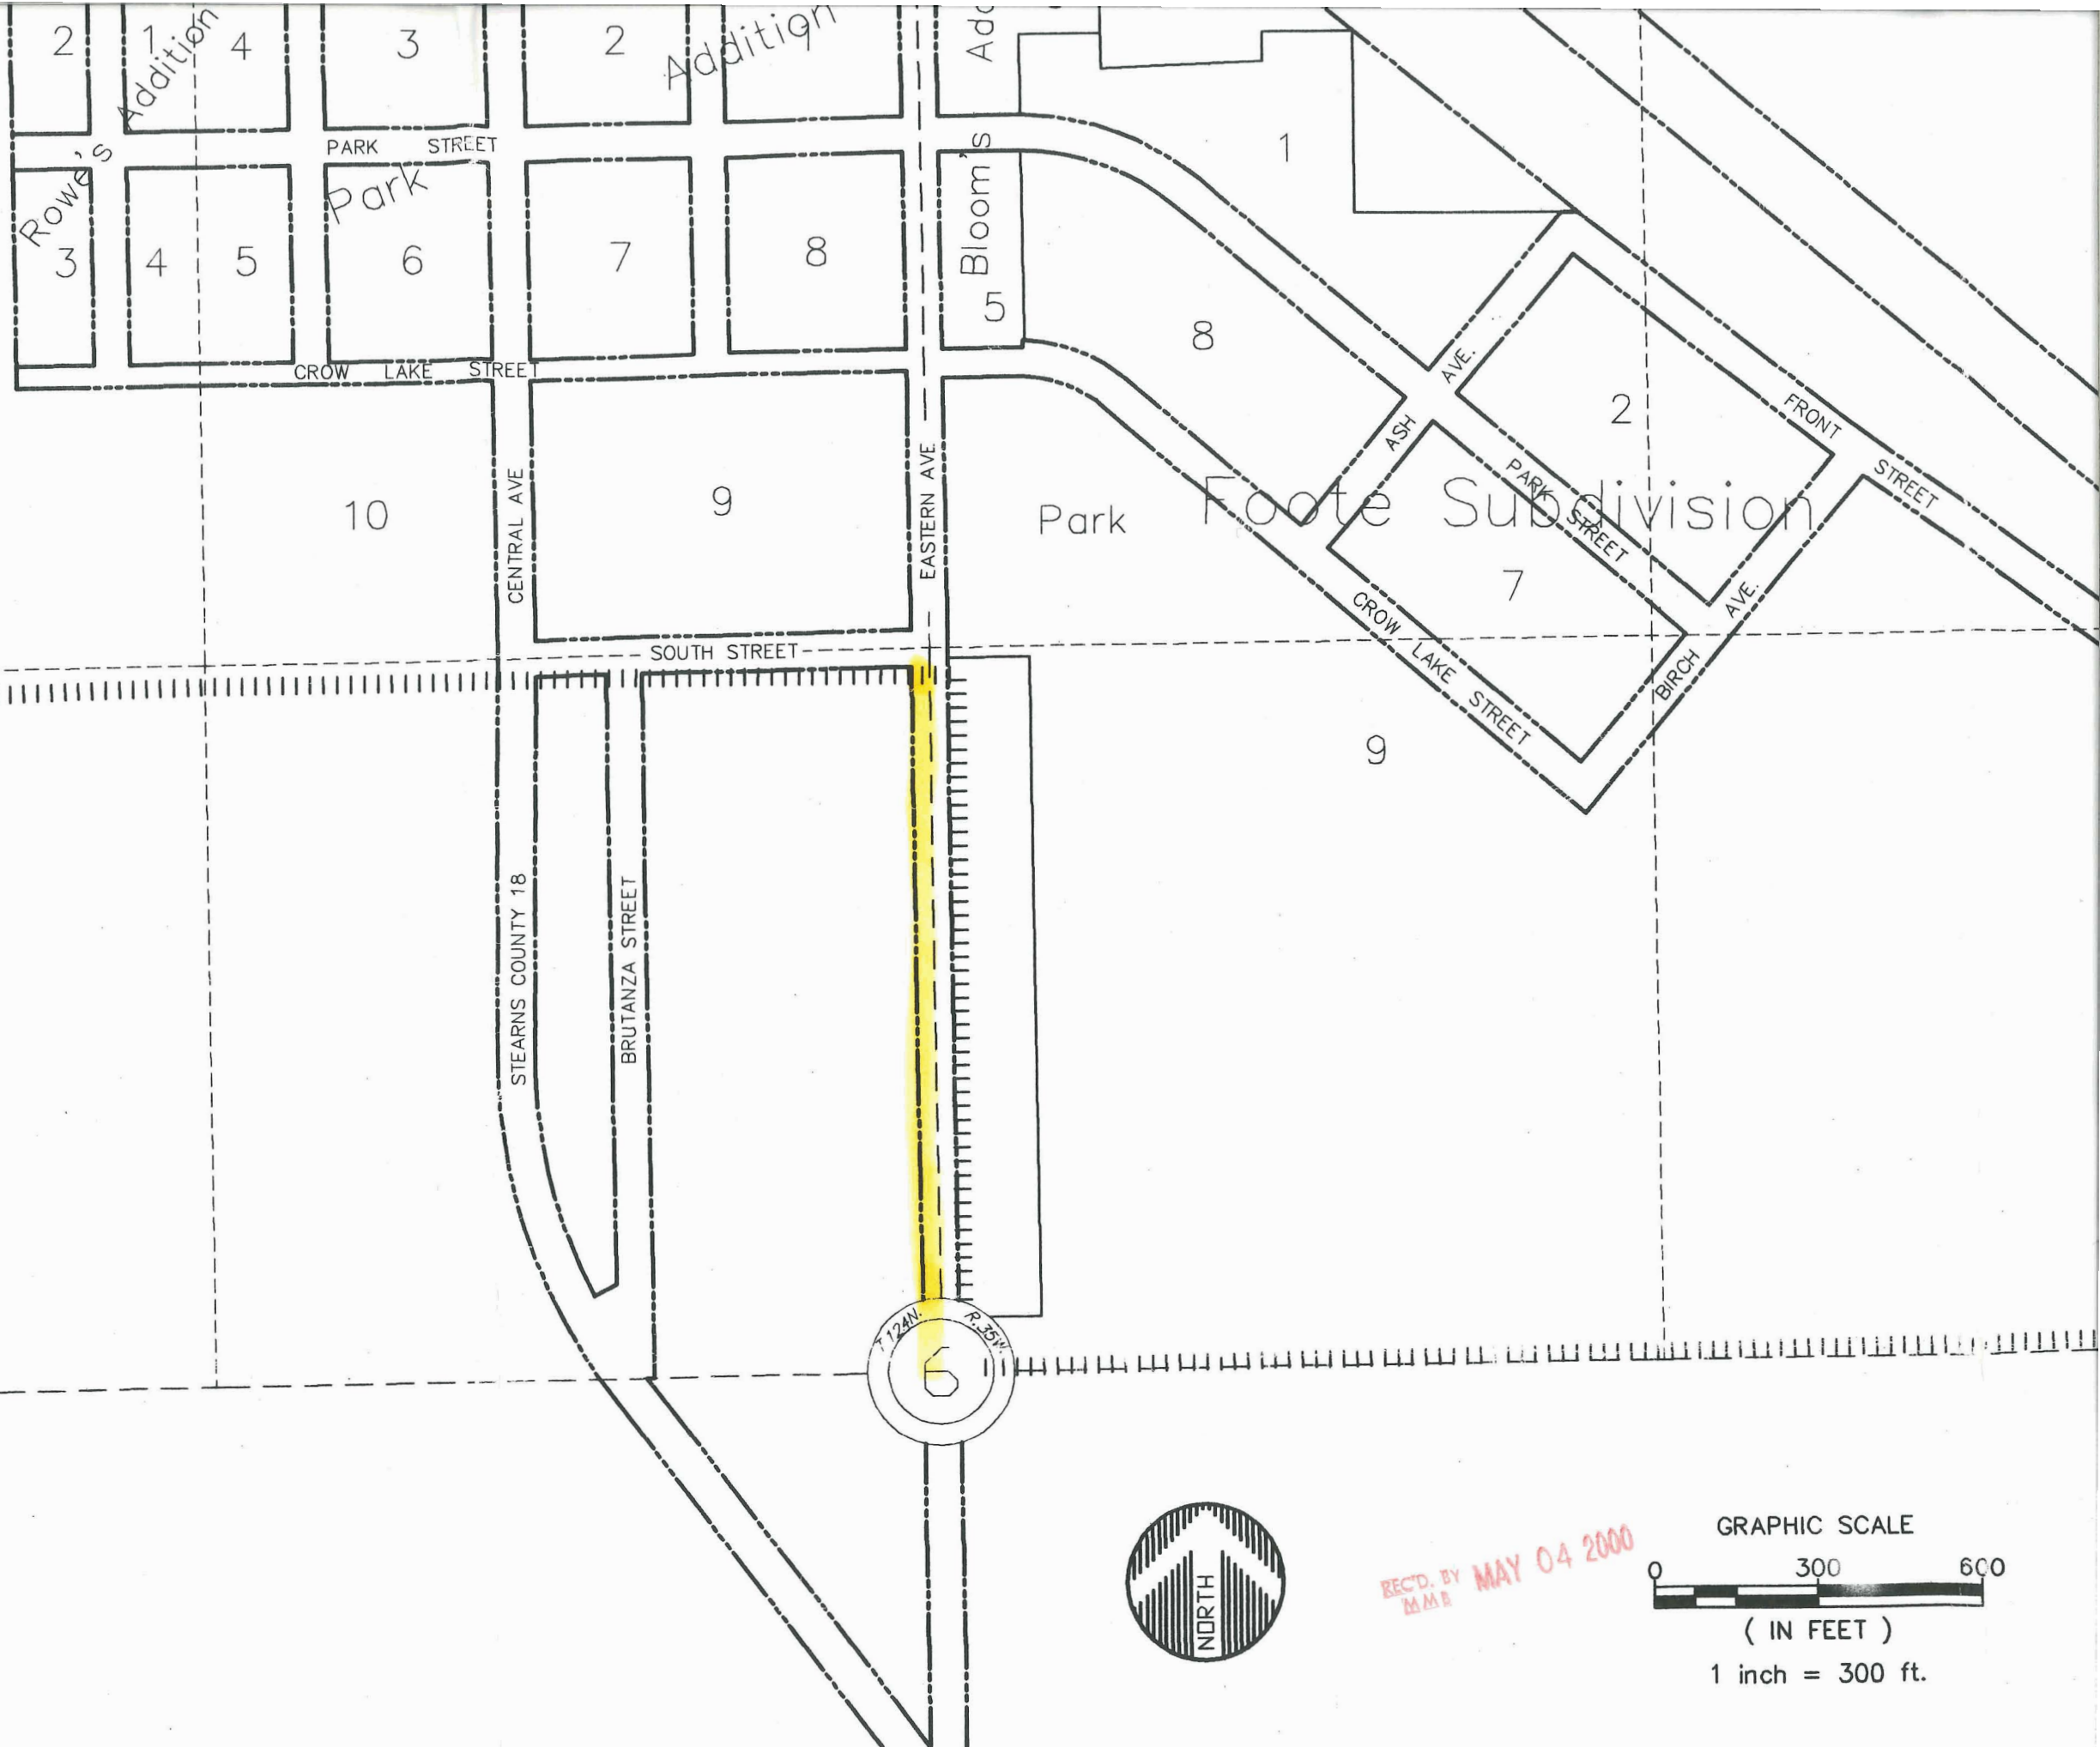 2
1
4
3
2
1
Addition
Addition
PARK STREET
Rowe's
Park
Bloom's
1
3
4
5
6
7
8
5
8
CROW LAKE STREET
AVE.
ASH
2
FRONT STREET
10
CENTRAL AVE
9
EASTERN AVE
Park
Foote Subdivision
PARK STREET
7
AVE.
BIRCH
CROW LAKE STREET
SOUTH STREET
9
STEARNS COUNTY 18
BRUTANZA STREET
T.124N. R.35W.
6
NORTH
REC'D. BY MAY 04 2000
GRAPHIC SCALE
0 300 600
( IN FEET )
1 inch = 300 ft.